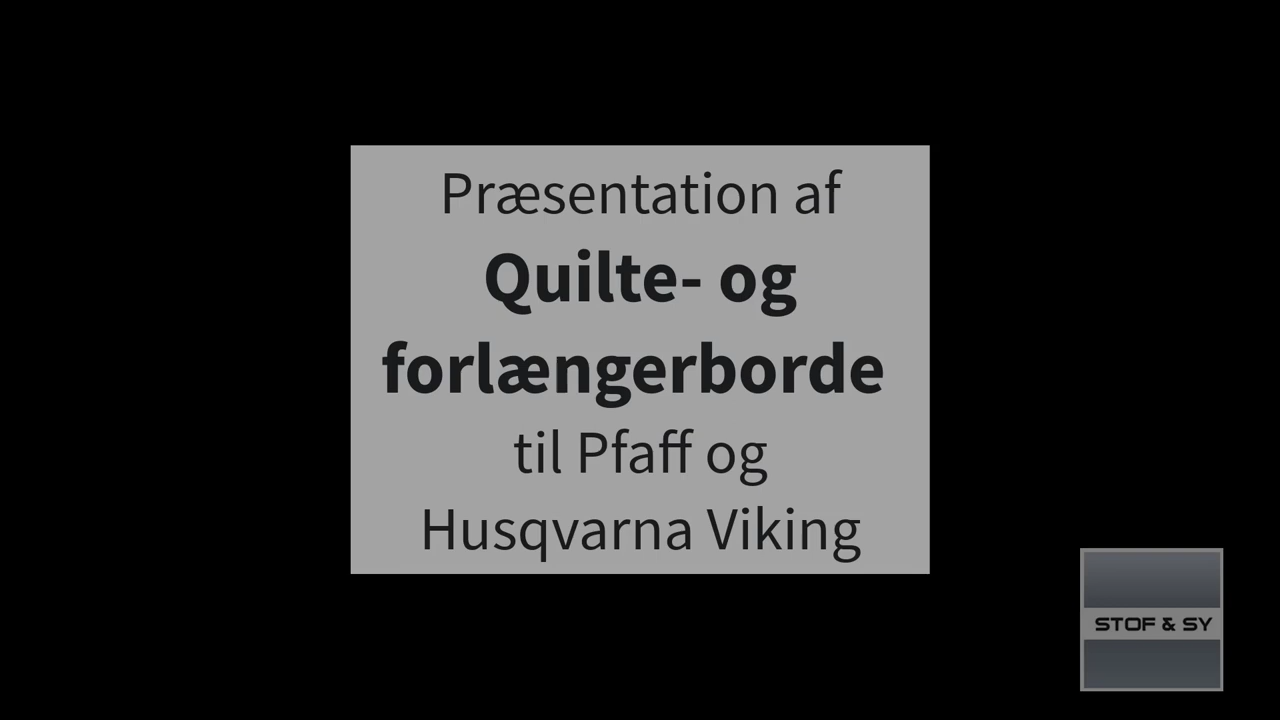 Præsentation af
Quilte- og
forlængerborde
til Pfaff og
Husqvarna Viking
STOF & SY